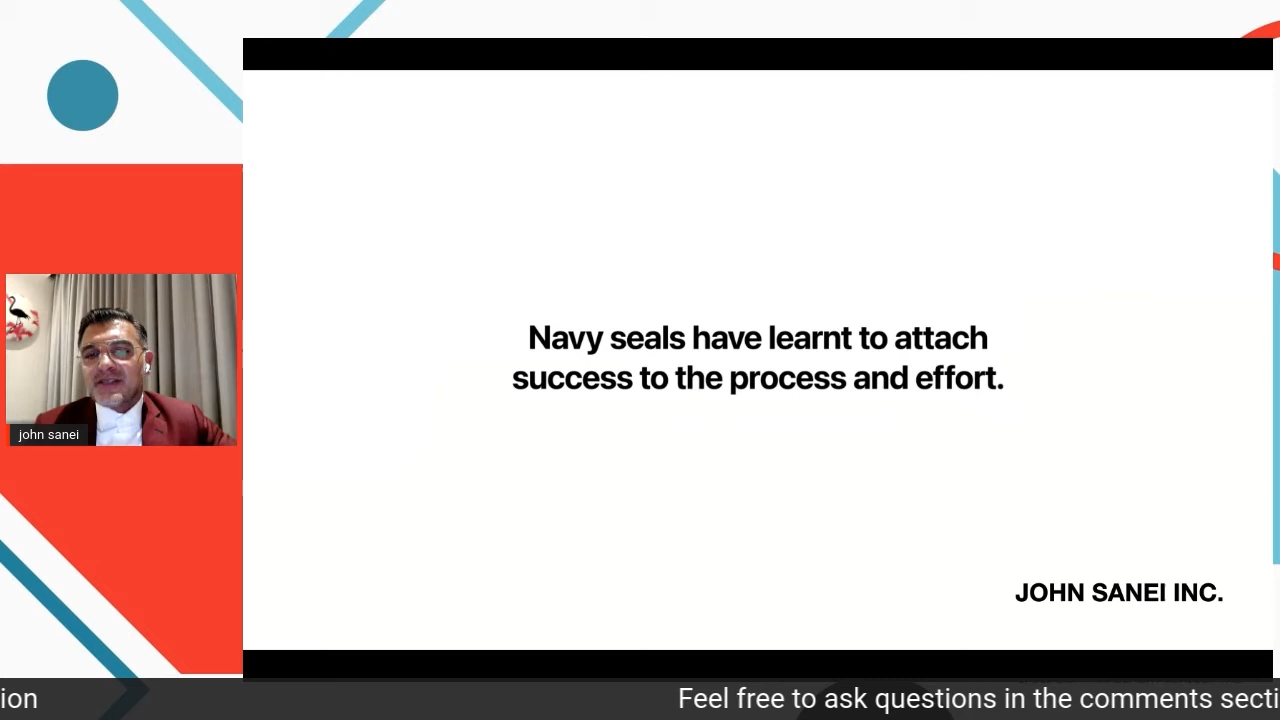 Navy seals have learnt to attach
success to the process and effort.
john sanei
JOHN SANEI INC.
ion
Feel free to ask questions in the comments secti